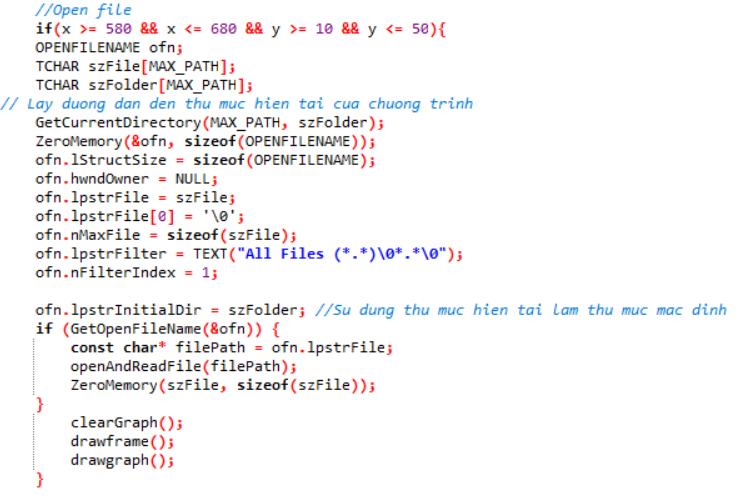 //Open file
if(x >= 580 && x <= 680 && y >= 10 && y <= 50){
OPENFILENAME ofn;
TCHAR szFile[MAX_PATH];
TCHAR szFolder[MAX_PATH];
// Lay duong dan den thu muc hien tai cua chuong trinh
GetCurrentDirectory(MAX_PATH, szFolder);
ZeroMemory(&ofn, sizeof(OPENFILENAME));
ofn.lStructSize = sizeof(OPENFILENAME);
ofn.hwndOwner = NULL;
ofn.lpstrFile = szFile;
ofn.lpstrFile[0] = '\0';
ofn.nMaxFile = sizeof(szFile);
ofn.lpstrFilter = TEXT("All Files (*.*)\0*.*\0");
ofn.nFilterIndex = 1;
ofn.lpstrInitialDir = szFolder; //Su dung thu muc hien tai lam thu muc mac dinh
if (GetOpenFileName(&ofn)) {
const char* filePath = ofn.lpstrFile;
openAndReadFile(filePath);
ZeroMemory(szFile, sizeof(szFile));
}
clearGraph();
drawframe();
drawgraph();
}